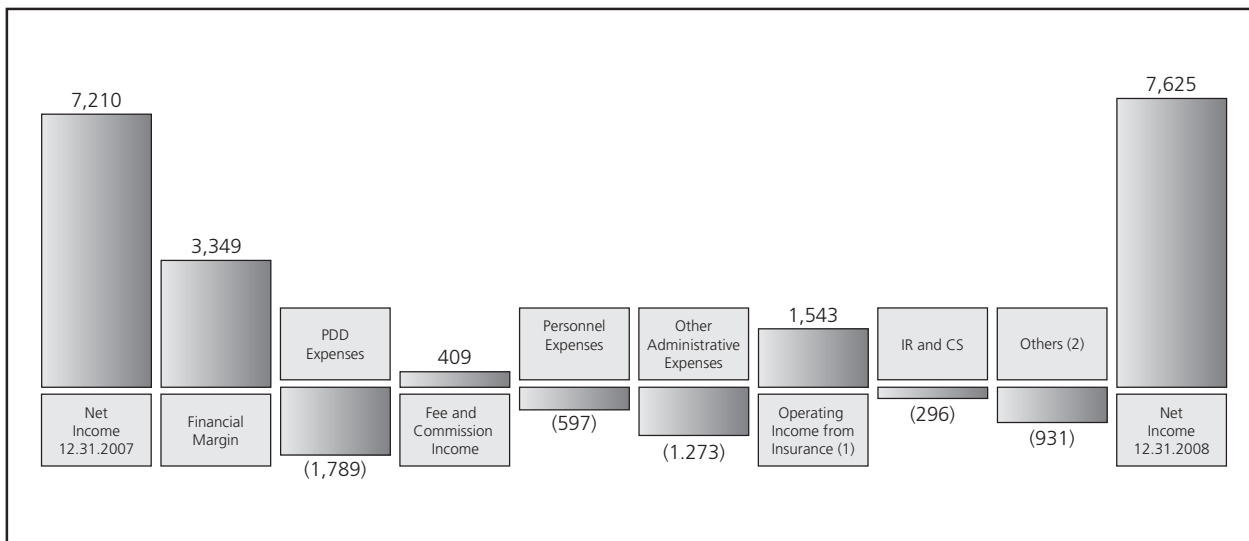 7,210
Net
Income
12.31.2007
3,349
Financial
Margin
PDD
Expenses
(1,789)
409
Fee and
Commission
Income
Personnel
Expenses
(597)
Other
Administrative
Expenses
(1.273)
1,543
Operating
Income from
Insurance (1)
IR and CS
(296)
Others (2)
(931)
7,625
Net
Income
12.31.2008